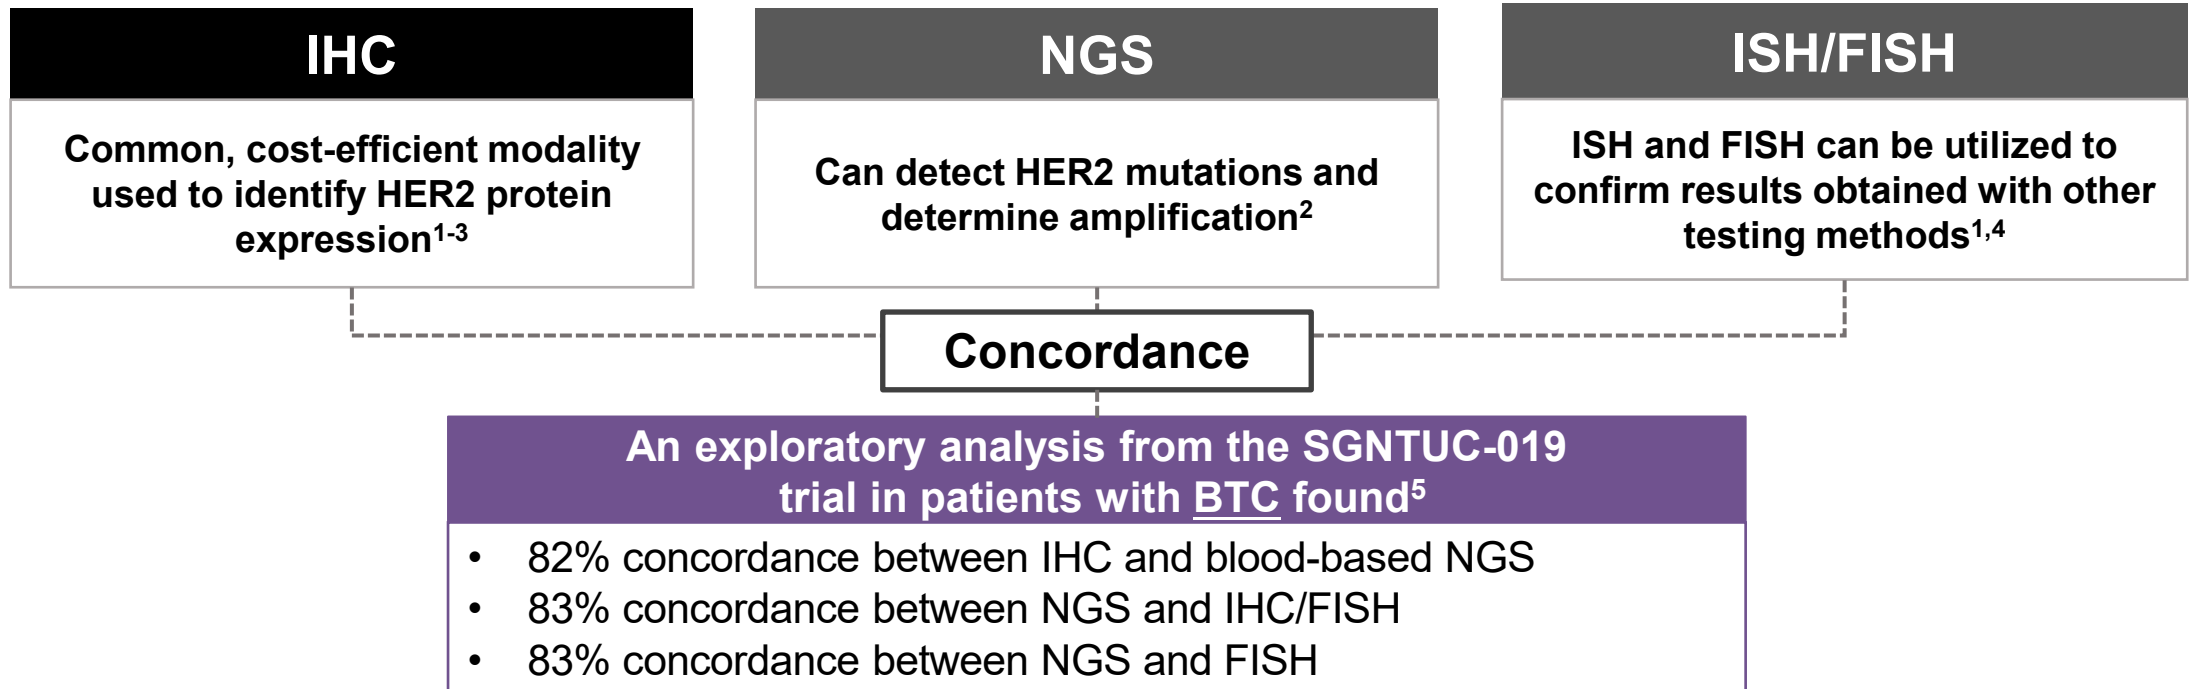 IHC
Common, cost-efficient modality
used to identify HER2 protein
expression1-3
NGS
Can detect HER2 mutations and
determine amplification2
ISH/FISH
ISH and FISH can be utilized to
confirm results obtained with other
testing methods1,4
Concordance
An exploratory analysis from the SGNTUC-019
trial in patients with BTC found5
• 82% concordance between IHC and blood-based NGS
• 83% concordance between NGS and IHC/FISH
• 83% concordance between NGS and FISH